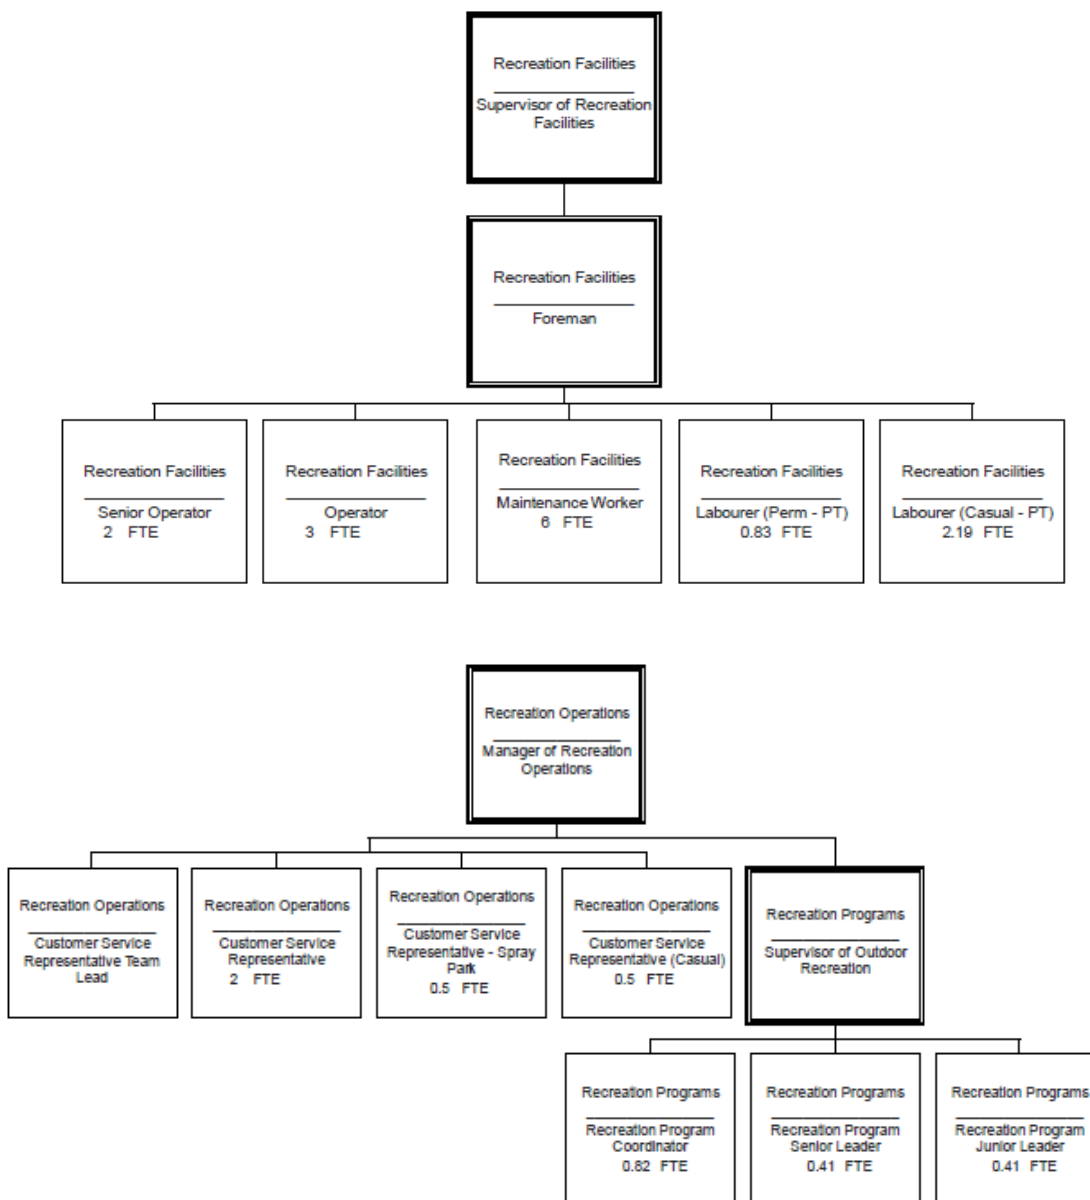 Recreation Facilities
Supervisor of Recreation
Facilities
Recreation Facilities
Foreman
Recreation Facilities
Senior Operator
2 FTE
Recreation Facilities
Operator
3 FTE
Recreation Facilities
Maintenance Worker
6 FTE
Recreation Facilities
Labourer (Perm - PT)
0.83 FTE
Recreation Facilities
Labourer (Casual - PT)
2.19 FTE
Recreation Operations
Manager of Recreation
Operations
Recreation Operations
Customer Service
Representative Team
Lead
Recreation Operations
Customer Service
Representative
2 FTE
Recreation Operations
Customer Service
Representative - Spray
Park
0.5 FTE
Recreation Operations
Customer Service
Representative (Casual)
0.5 FTE
Recreation Programs
Supervisor of Outdoor
Recreation
Recreation Programs
Recreation Program
Coordinator
0.82 FTE
Recreation Programs
Recreation Program
Senior Leader
0.41 FTE
Recreation Programs
Recreation Program
Junior Leader
0.41 FTE